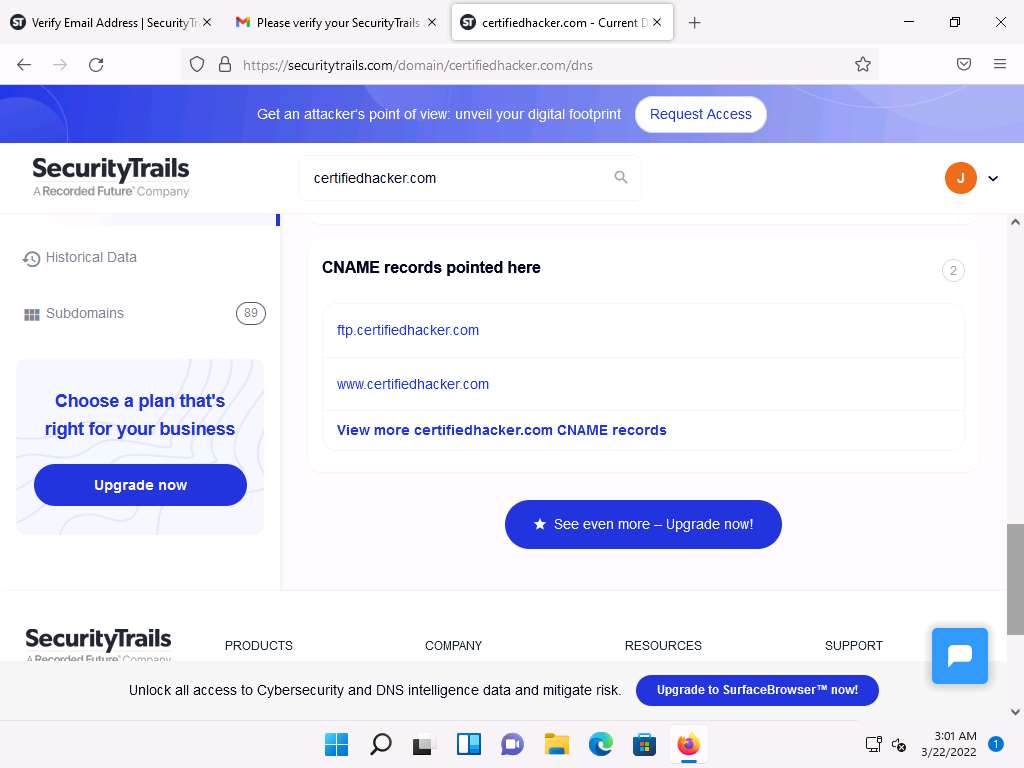 Verify Email Address | SecurityTr
Please verify your SecurityTrails
certifiedhacker.com - Current D
https://securitytrails.com/domain/certifiedhacker.com/dns
Get an attacker's point of view: unveil your digital footprint
Request Access
SecurityTrails
A Recorded Future® Company
certifiedhacker.com
J
Historical Data
Subdomains
89
Choose a plan that's
right for your business
Upgrade now
CNAME records pointed here
2
ftp.certifiedhacker.com
www.certifiedhacker.com
View more certifiedhacker.com CNAME records
See even more – Upgrade now!
SecurityTrails
A Recorded Future® Company
PRODUCTS
COMPANY
RESOURCES
SUPPORT
Unlock all access to Cybersecurity and DNS intelligence data and mitigate risk.
Upgrade to SurfaceBrowser™ now!
3:01 AM
3/22/2022
1